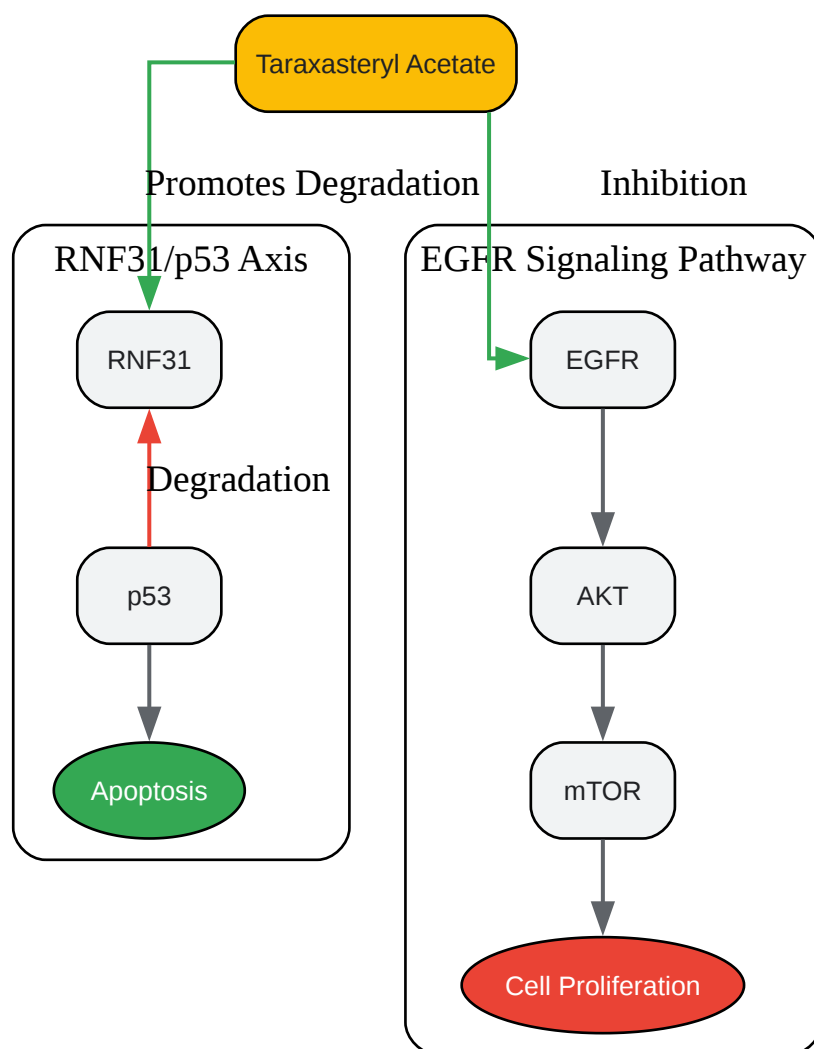 Taraxasteryl Acetate
Promotes Degradation
Inhibition
RNF31/p53 Axis
EGFR Signaling Pathway
RNF31
EGFR
Degradation
p53
AKT
Apoptosis
mTOR
Cell Proliferation